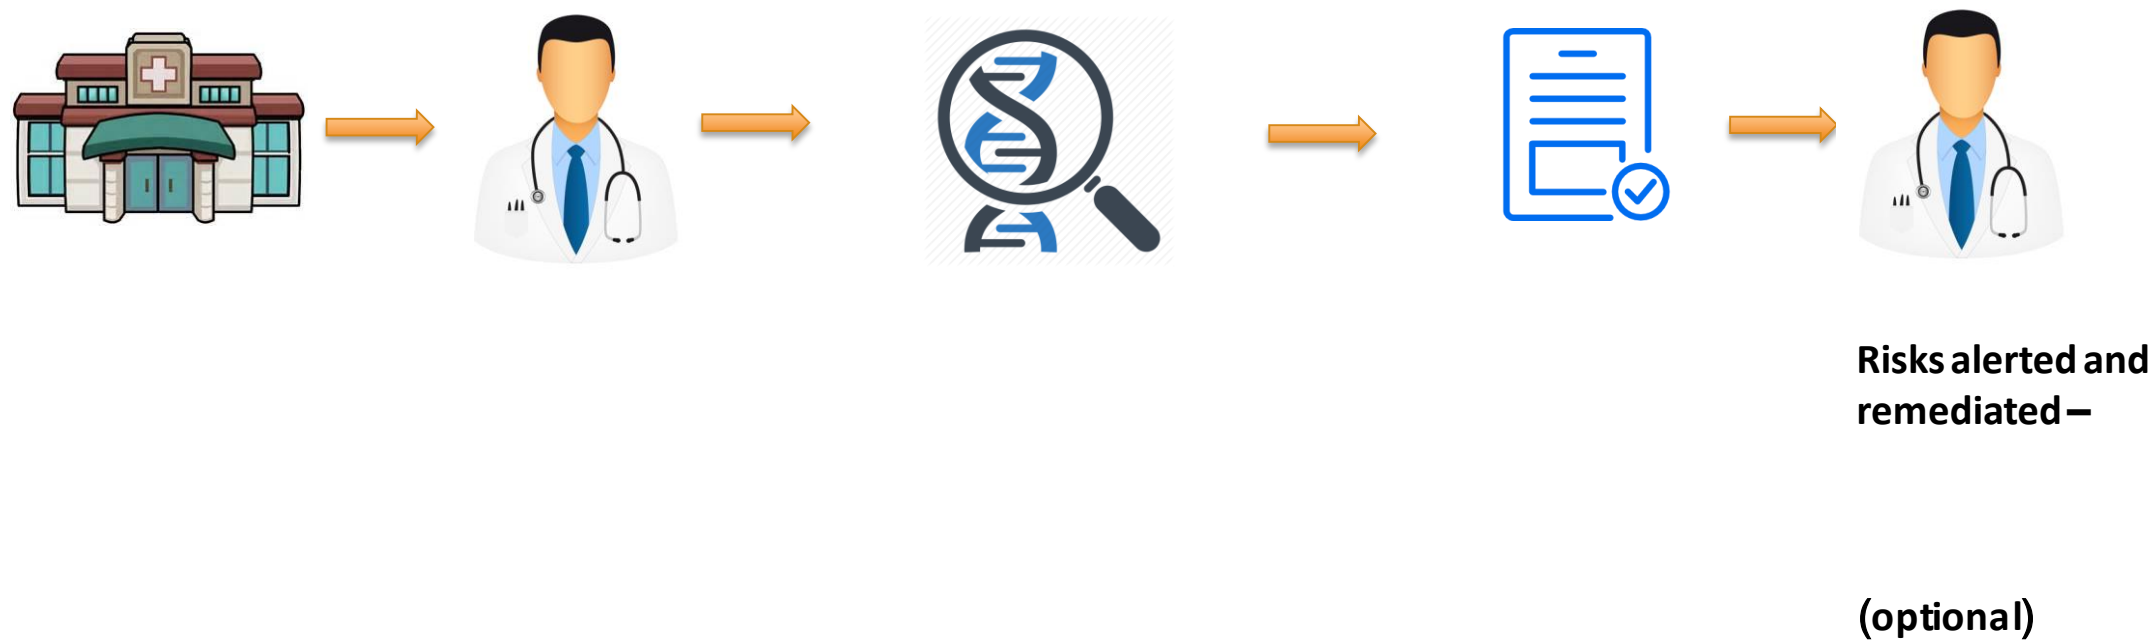 Risks alerted and
remediated –
(optional)